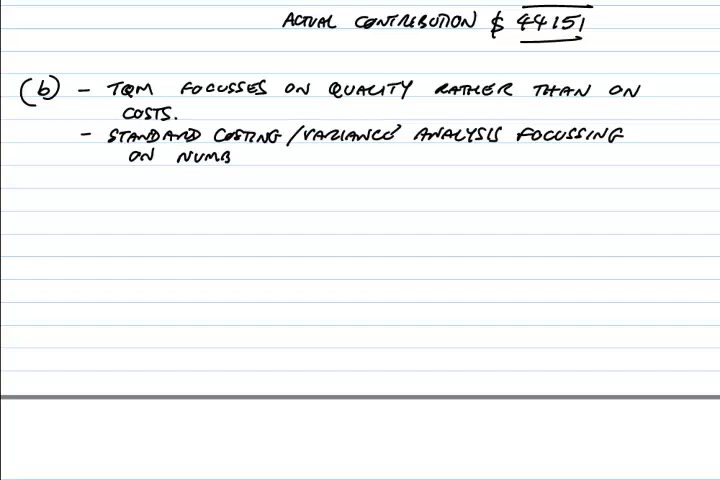 ACTUAL CONTRIBUTION $ 44151
(b) - TQM FOCUSSES ON QUALITY RATHER THAN ON
COSTS.
- STANDARD COSTING/VARIANCE ANALYSIS FOCUSSING
ON NUMB